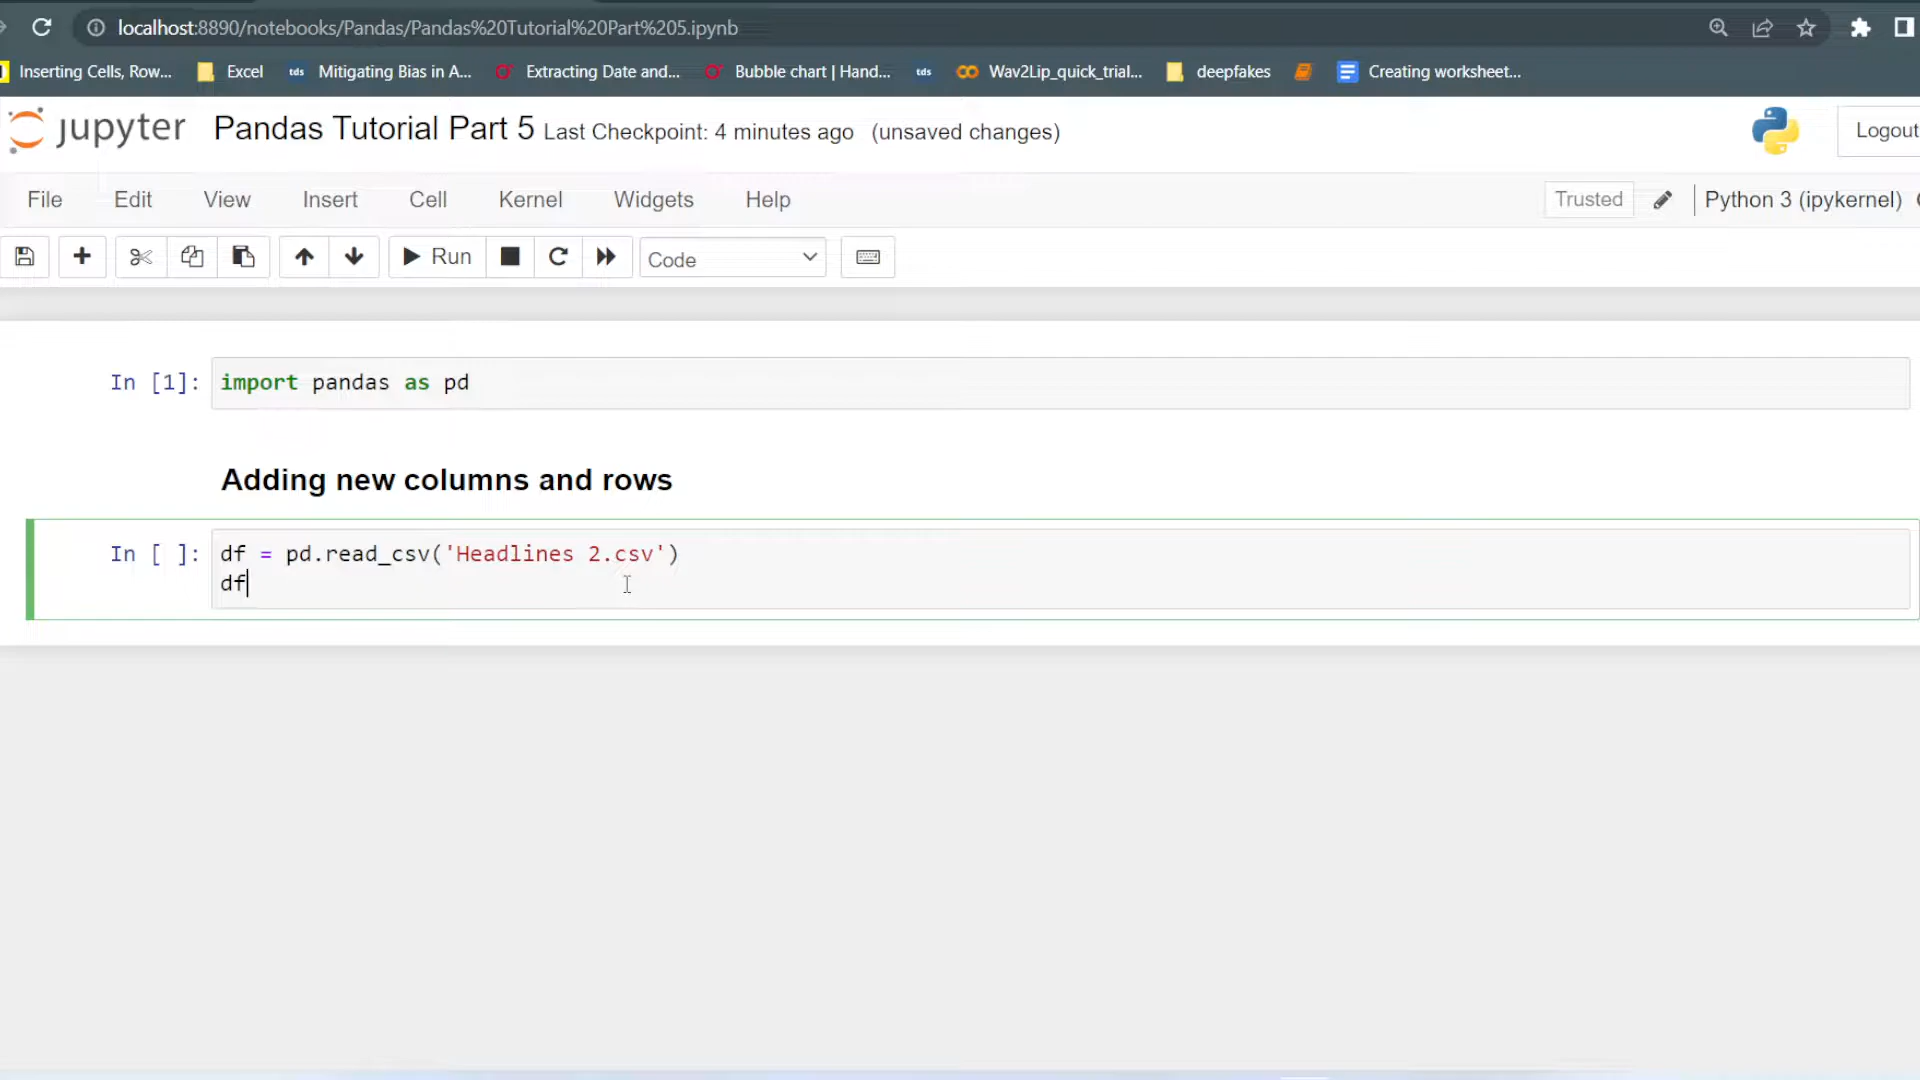 localhost:8890/notebooks/Pandas/Pandas%20Tutorial%20Part%205.ipynb
Inserting Cells, Row... Excel tds Mitigating Bias in A... Extracting Date and... Bubble chart | Hand... tds Wav2Lip_quick_trial... deepfakes Creating worksheet...
jupyter Pandas Tutorial Part 5 Last Checkpoint: 4 minutes ago (unsaved changes) Logout
File Edit View Insert Cell Kernel Widgets Help Trusted Python 3 (ipykernel)
Run Code
In [1]: import pandas as pd
Adding new columns and rows
In [ ]: df = pd.read_csv('Headlines 2.csv')
df